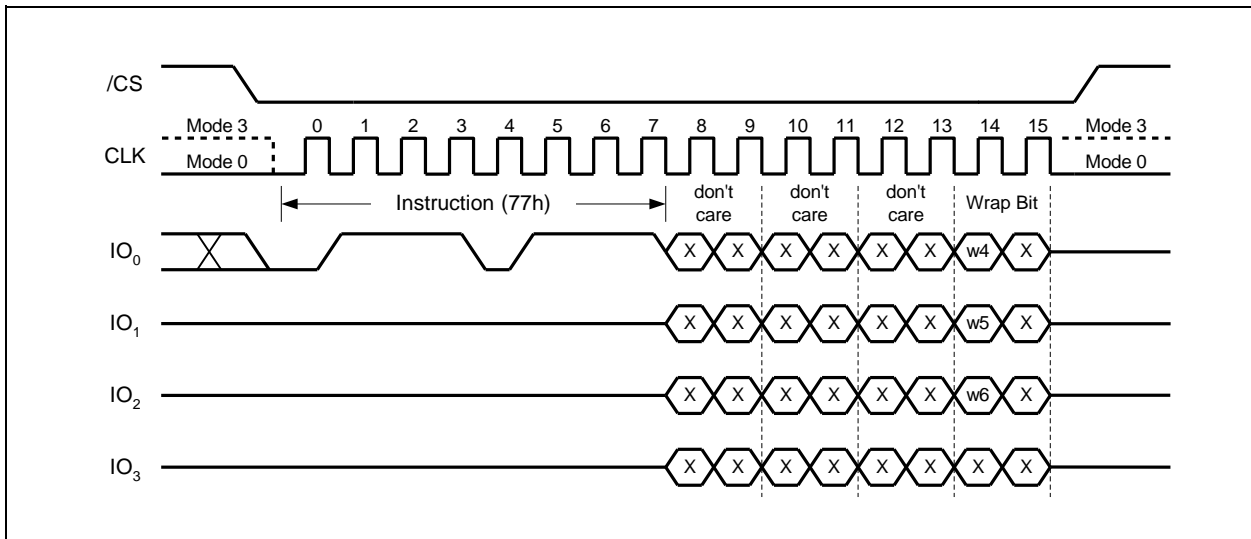 /CS
Mode 3 0 1 2 3 4 5 6 7 8 9 10 11 12 13 14 15 Mode 3
CLK
Mode 0 Mode 0
Instruction (77h) don't care don't care don't care Wrap Bit
IO0 X X X X X X w4 X
IO1 X X X X X X w5 X
IO2 X X X X X X w6 X
IO3 X X X X X X X X